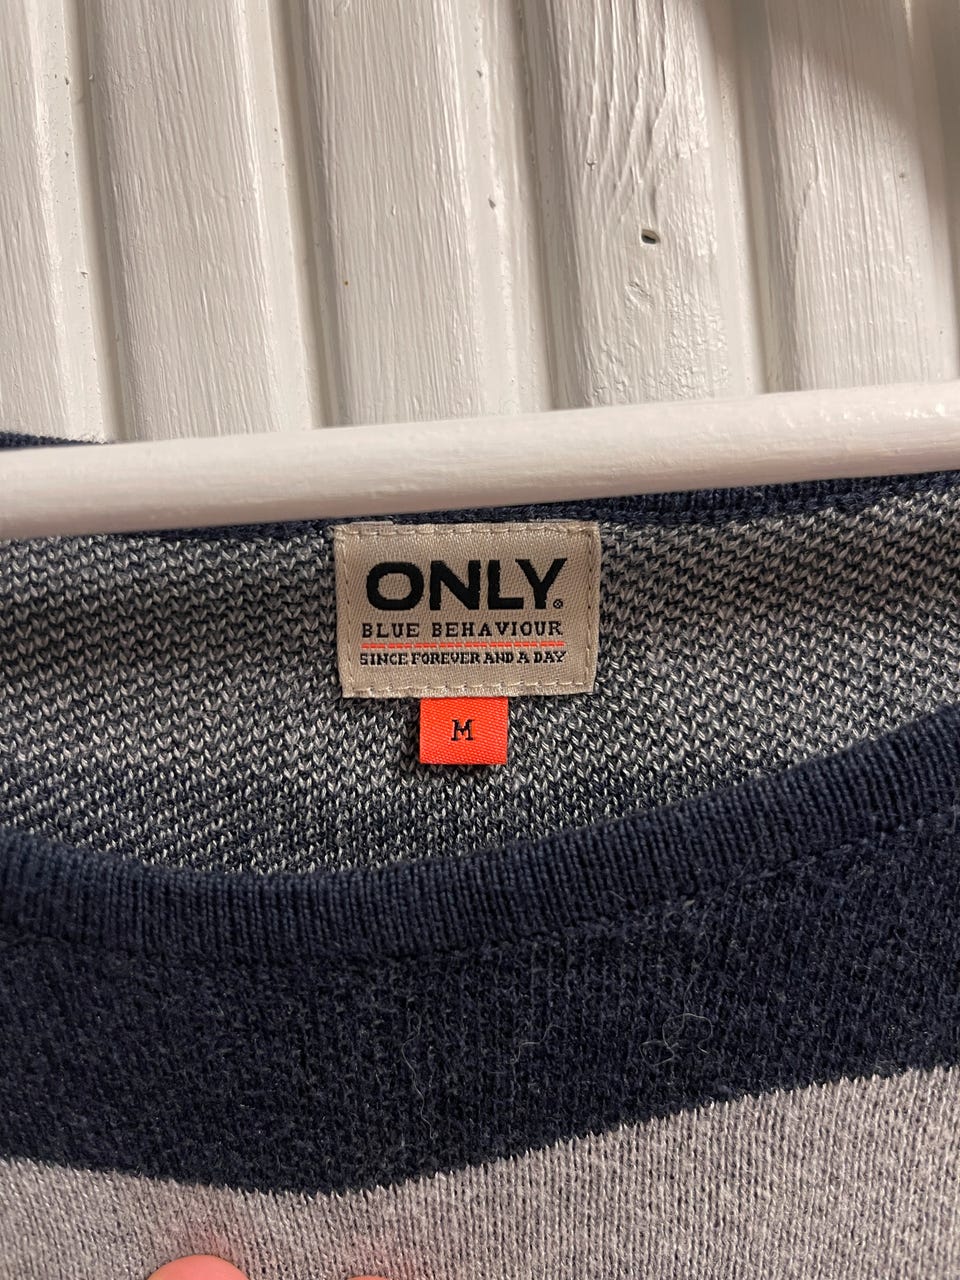 ONLY®
BLUE BEHAVIOUR
SINCE FOREVER AND A DAY
M